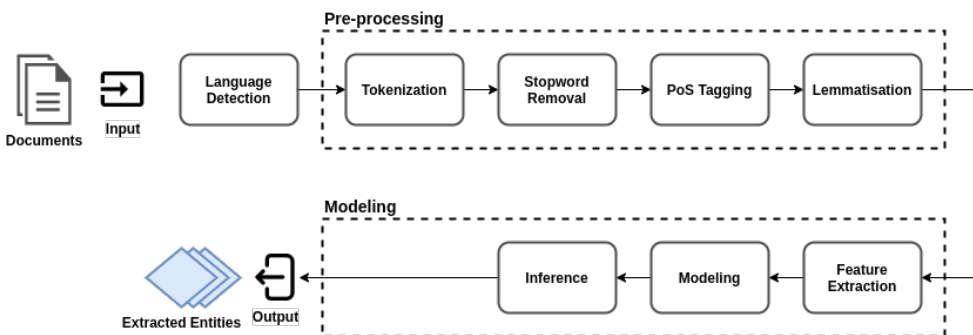 Pre-processing
Language
Detection
Tokenization
Stopword
Removal
PoS Tagging
Lemmatisation
Input
Documents
Modeling
Inference
Modeling
Feature
Extraction
Output
Extracted Entities